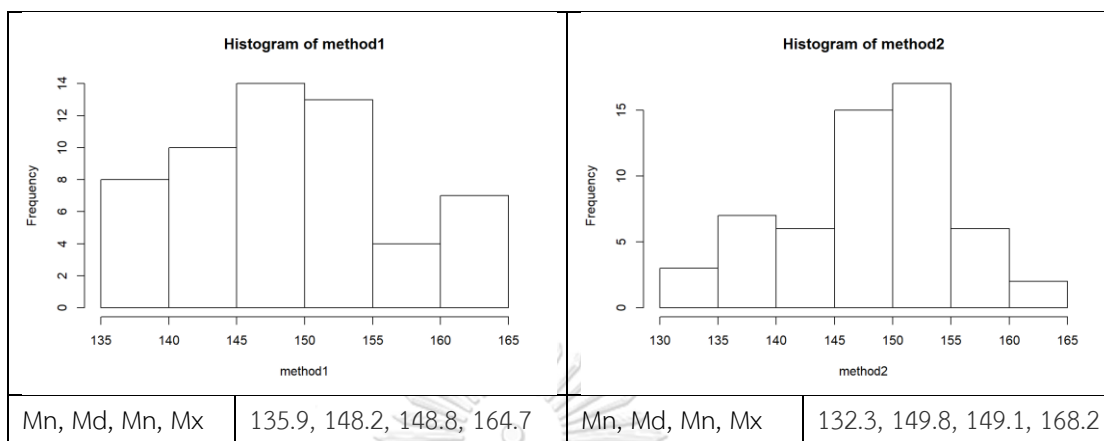 Histogram of method1
Frequency
14
12
10
8
6
4
2
0
135 140 145 150 155 160 165
method1
Histogram of method2
Frequency
15
10
5
0
130 135 140 145 150 155 160 165
method2
Mn, Md, Mn, Mx 135.9, 148.2, 148.8, 164.7 Mn, Md, Mn, Mx 132.3, 149.8, 149.1, 168.2